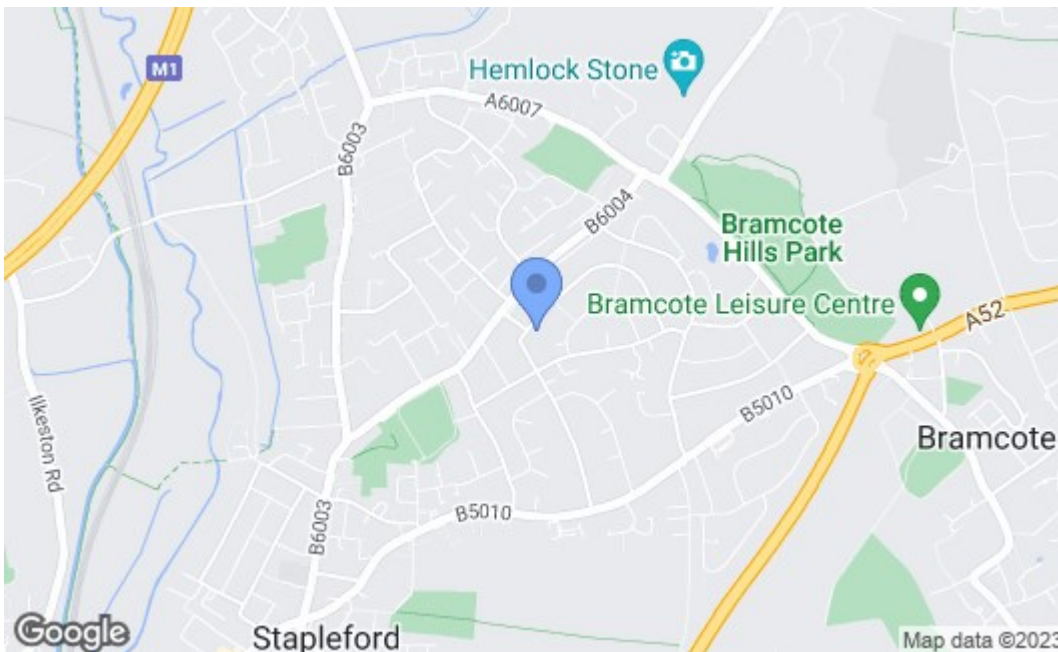 M1
Hemlock Stone
A6007
B6003
B6004
Bramcote
Hills Park
Bramcote Leisure Centre
A52
B5010
Bramcote
Ilkeston Rd
B5010
B6003
Stapleford
Google
Map data ©2023